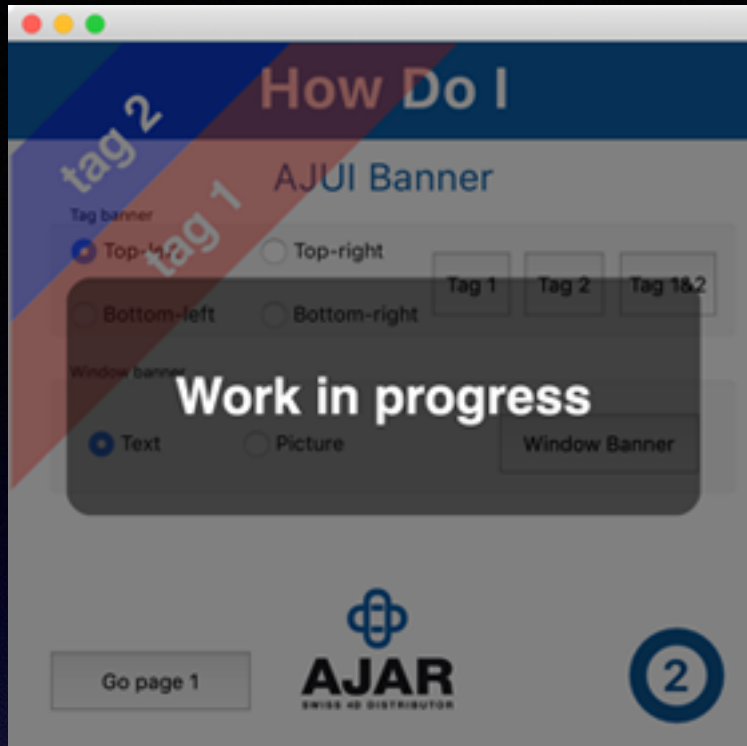 How Do I
tag 2
tag 1
AJUI Banner
Tag banner
Top-left
Top-right
Tag 1
Tag 2
Tag 1&2
Bottom-left
Bottom-right
Window banner
Work in progress
Text
Picture
Window Banner
Go page 1
AJAR
SWISS 4D DISTRIBUTOR
2